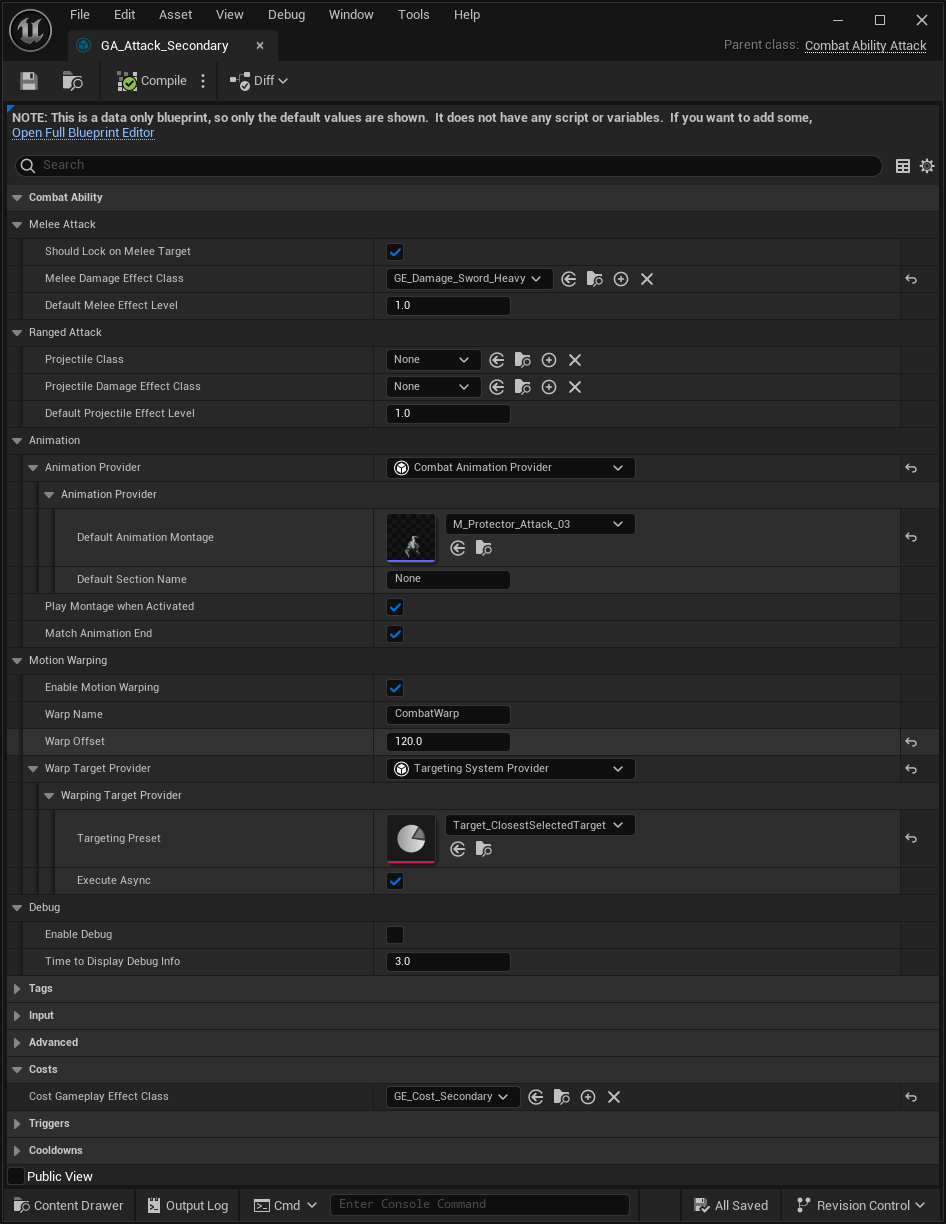 File Edit Asset View Debug Window Tools Help
GA_Attack_Secondary
Parent class: Combat Ability Attack
Compile Diff
NOTE: This is a data only blueprint, so only the default values are shown.  It does not have any script or variables.  If you want to add some,
Open Full Blueprint Editor
Search
Combat Ability
Melee Attack
Should Lock on Melee Target
Melee Damage Effect Class GE_Damage_Sword_Heavy
Default Melee Effect Level 1.0
Ranged Attack
Projectile Class None
Projectile Damage Effect Class None
Default Projectile Effect Level 1.0
Animation
Animation Provider Combat Animation Provider
Animation Provider
Default Animation Montage M_Protector_Attack_03
Default Section Name None
Play Montage when Activated
Match Animation End
Motion Warping
Enable Motion Warping
Warp Name CombatWarp
Warp Offset 120.0
Warp Target Provider Targeting System Provider
Warping Target Provider
Targeting Preset Target_ClosestSelectedTarget
Execute Async
Debug
Enable Debug
Time to Display Debug Info 3.0
Tags
Input
Advanced
Costs
Cost Gameplay Effect Class GE_Cost_Secondary
Triggers
Cooldowns
Public View
Content Drawer Output Log Cmd Enter Console Command All Saved Revision Control